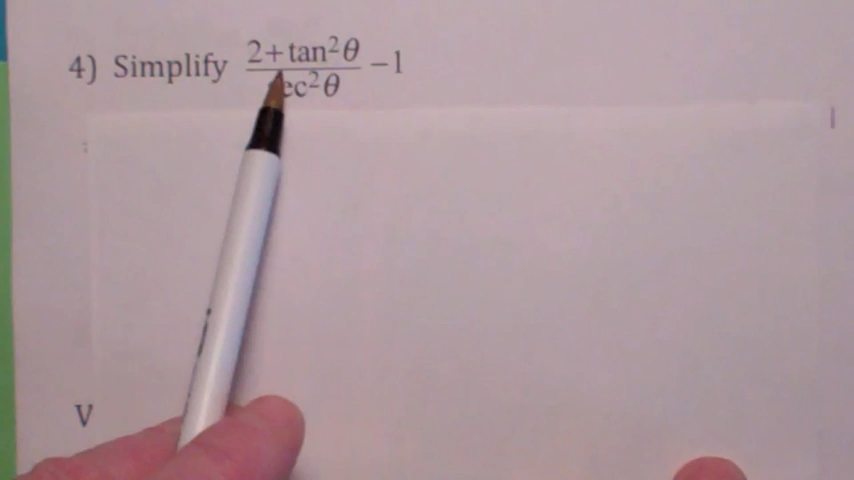 4) Simplify 2+tan²θ / ec²θ −1
V